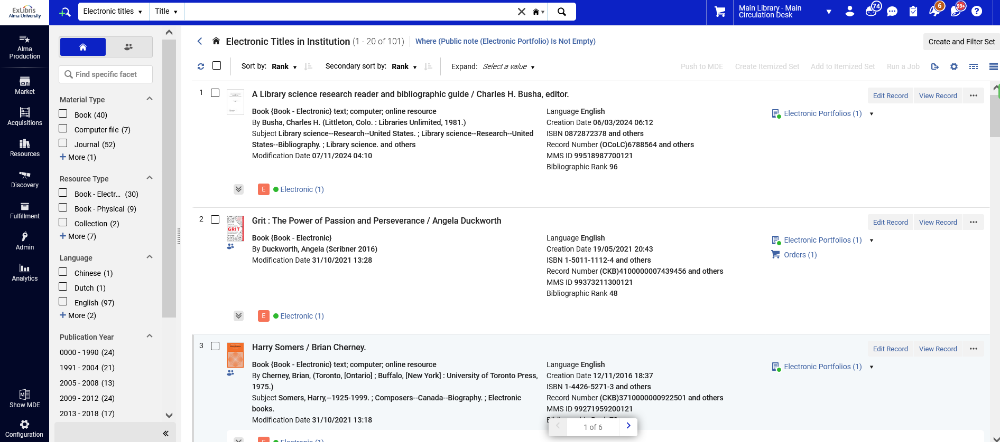 ExLibris
Alma University
Electronic titles
Title
Main Library - Main
Circulation Desk
74
6
99+
?
Alma
Production
Market
Acquisitions
Resources
Discovery
Fulfillment
Admin
Analytics
Show MDE
Configuration
Find specific facet
Material Type
Book (40)
Computer file (7)
Journal (52)
+ More (1)
Resource Type
Book - Electr... (30)
Book - Physical (9)
Collection (2)
+ More (7)
Language
Chinese (1)
Dutch (1)
English (97)
+ More (2)
Publication Year
0000 - 1990 (24)
1991 - 2004 (21)
2005 - 2008 (13)
2009 - 2012 (24)
2013 - 2018 (17)
Electronic Titles in Institution (1 - 20 of 101)
Where (Public note (Electronic Portfolio) Is Not Empty)
Create and Filter Set
Sort by: Rank
Secondary sort by: Rank
Expand: Select a value
Push to MDE
Create Itemized Set
Add to Itemized Set
Run a Job
1
A Library science research reader and bibliographic guide / Charles H. Busha, editor.
Edit Record
View Record
Book {Book - Electronic} text; computer; online resource
By Busha, Charles H. (Littleton, Colo. : Libraries Unlimited, 1981.)
Subject Library science--Research--United States. ; Library science--Research--United
States--Bibliography. ; Library science. and others
Modification Date 07/11/2024 04:10
Language English
Creation Date 06/03/2024 06:12
ISBN 0872872378 and others
Record Number (OCoLC)6788564 and others
MMS ID 99518987700121
Bibliographic Rank 96
Electronic Portfolios (1)
E
Electronic (1)
2
GRIT
Grit : The Power of Passion and Perseverance / Angela Duckworth
Edit Record
View Record
Book {Book - Electronic}
By Duckworth, Angela (Scribner 2016)
Modification Date 31/10/2021 13:28
Language English
Creation Date 19/05/2021 20:43
ISBN 1-5011-1112-4 and others
Record Number (CKB)4100000007439456 and others
MMS ID 99373211300121
Bibliographic Rank 48
Electronic Portfolios (1)
Orders (1)
E
Electronic (1)
3
Harry Somers / Brian Cherney.
Edit Record
View Record
Book {Book - Electronic} text; computer; online resource
By Cherney, Brian, (Toronto, [Ontario] ; Buffalo, [New York] : University of Toronto Press,
1975.)
Subject Somers, Harry,--1925-1999. ; Composers--Canada--Biography. ; Electronic
books.
Modification Date 31/10/2021 13:18
Language English
Creation Date 12/11/2016 18:37
ISBN 1-4426-5271-3 and others
Record Number (CKB)3710000000922501 and others
MMS ID 99271959200121
Electronic Portfolios (1)
1 of 6
E
Electronic (1)